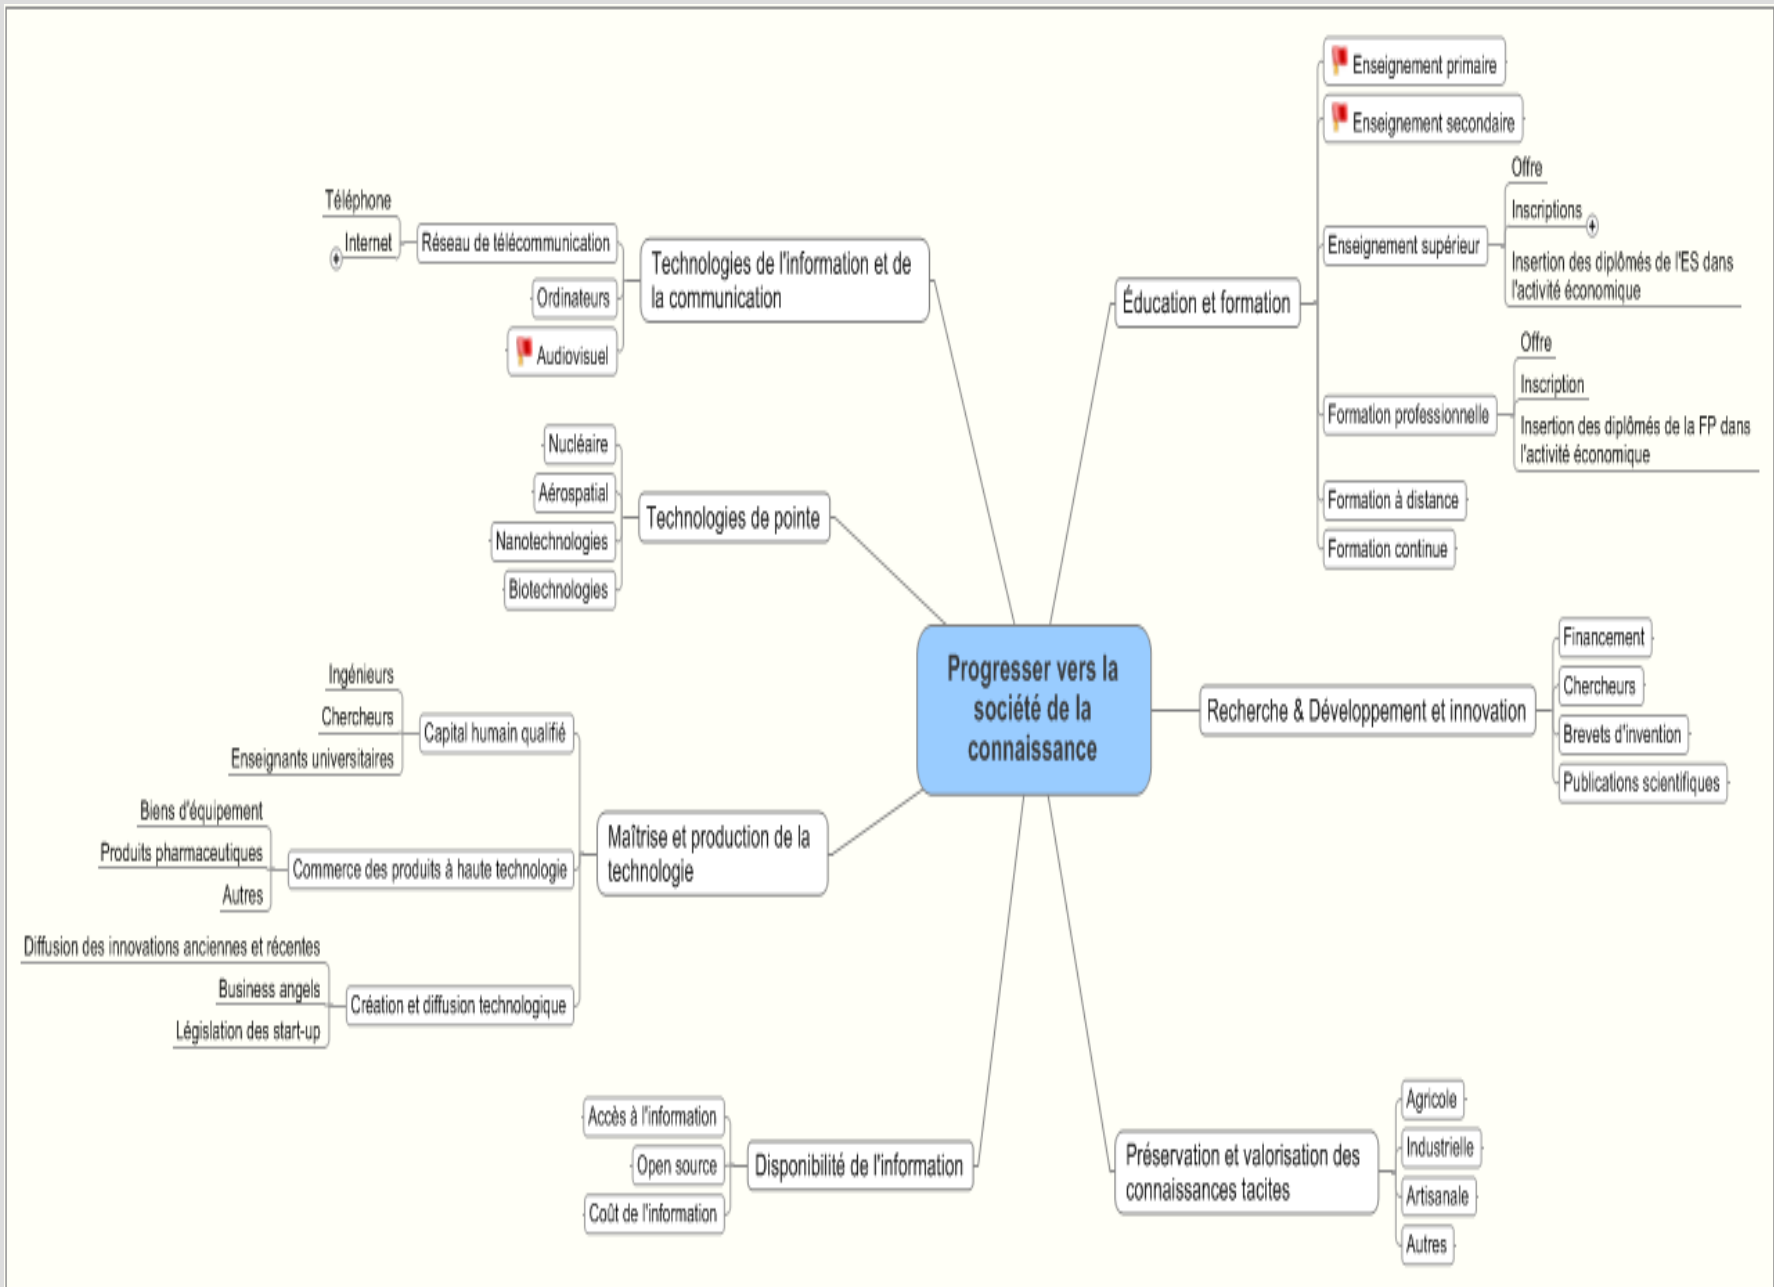 Progresser vers la
société de la
connaissance
Éducation et formation
Enseignement primaire
Enseignement secondaire
Enseignement supérieur
Offre
Inscriptions
Insertion des diplômés de l'ES dans
l'activité économique
Formation professionnelle
Offre
Inscription
Insertion des diplômés de la FP dans
l'activité économique
Formation à distance
Formation continue
Recherche & Développement et innovation
Financement
Chercheurs
Brevets d'invention
Publications scientifiques
Préservation et valorisation des
connaissances tacites
Agricole
Industrielle
Artisanale
Autres
Technologies de l'information et de
la communication
Réseau de télécommunication
Téléphone
Internet
Ordinateurs
Audiovisuel
Technologies de pointe
Nucléaire
Aérospatial
Nanotechnologies
Biotechnologies
Maîtrise et production de la
technologie
Capital humain qualifié
Ingénieurs
Chercheurs
Enseignants universitaires
Commerce des produits à haute technologie
Biens d'équipement
Produits pharmaceutiques
Autres
Création et diffusion technologique
Diffusion des innovations anciennes et récentes
Business angels
Législation des start-up
Disponibilité de l'information
Accès à l'information
Open source
Coût de l'information